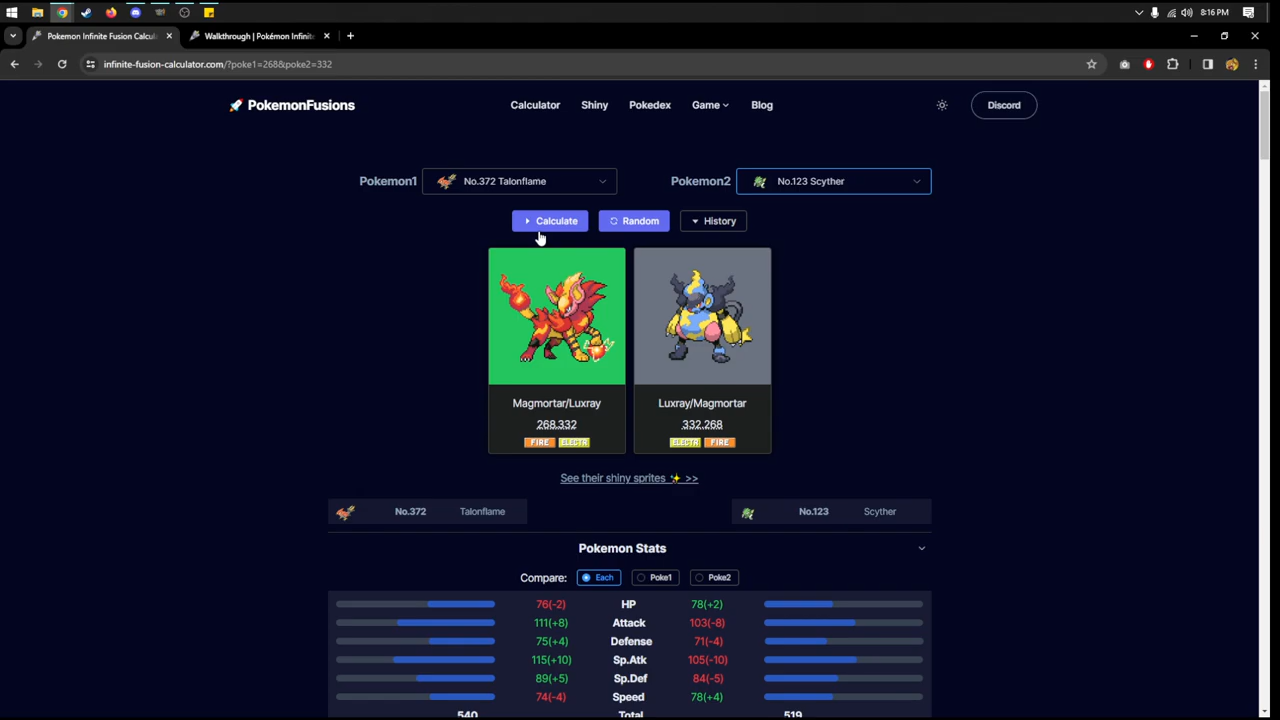 8:16 PM
Pokemon Infinite Fusion Calcul
Walkthrough | Pokémon Infinite
infinite-fusion-calculator.com/?poke1=268&poke2=332
PokemonFusions
Calculator
Shiny
Pokedex
Game
Blog
Discord
Pokemon1
No.372 Talonflame
Pokemon2
No.123 Scyther
Calculate
Random
History
Magmortar/Luxray
268.332
FIRE ELECTR
Luxray/Magmortar
332.268
ELECTR FIRE
See their shiny sprites ✨ >>
No.372 Talonflame
No.123 Scyther
Pokemon Stats
Compare: Each Poke1 Poke2
76(-2) HP 78(+2)
111(+8) Attack 103(-8)
75(+4) Defense 71(-4)
115(+10) Sp.Atk 105(-10)
89(+5) Sp.Def 84(-5)
74(-4) Speed 78(+4)
540 Total 519